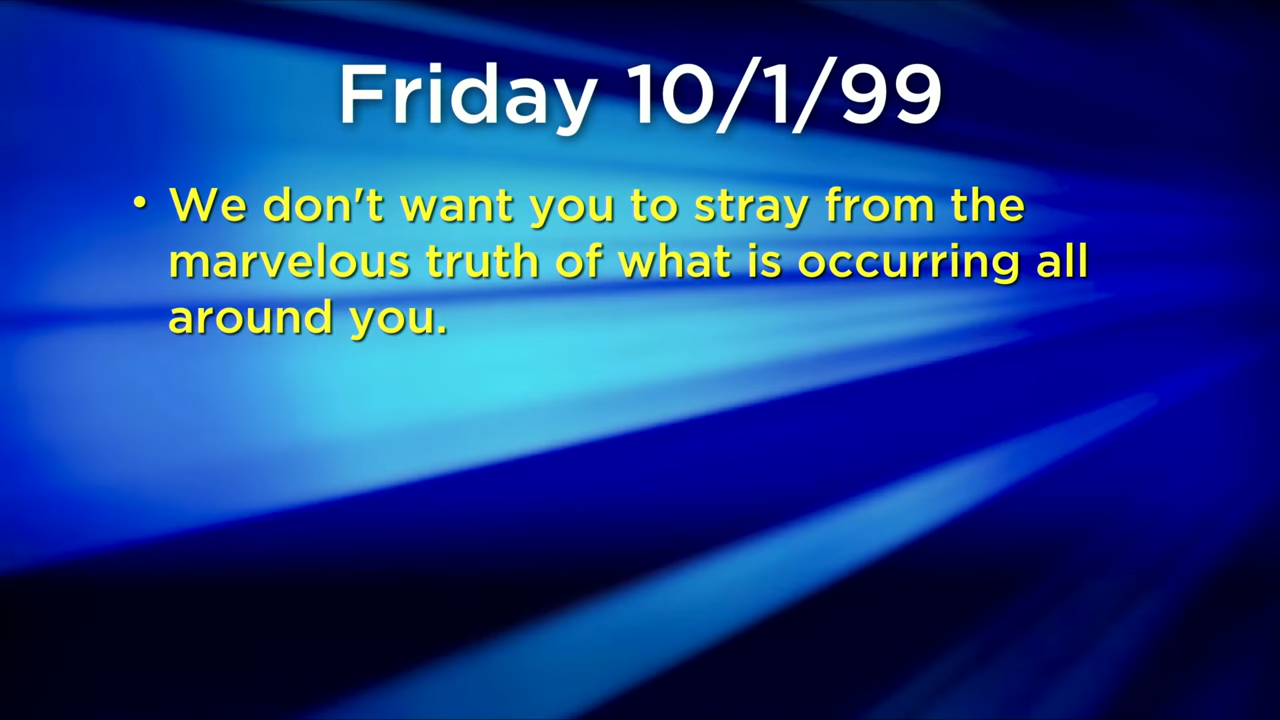 Friday 10/1/99
• We don't want you to stray from the
marvelous truth of what is occurring all
around you.